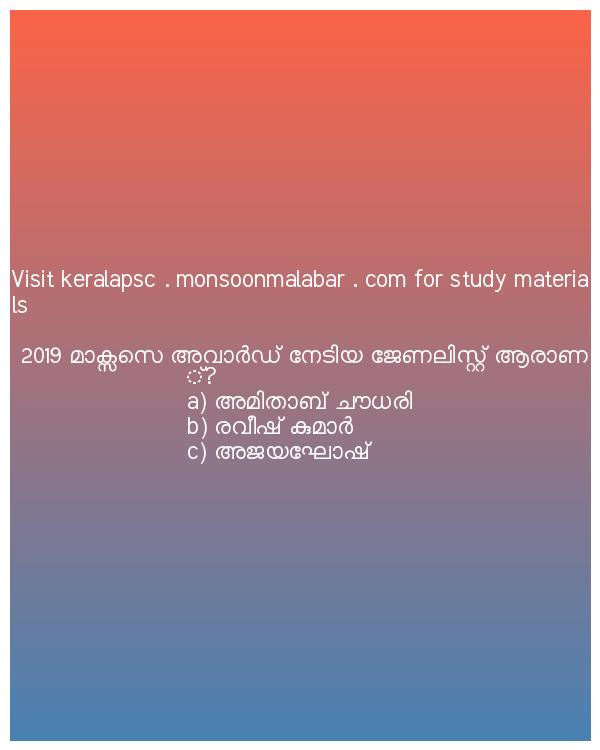 Visit keralapsc . monsoonmalabar . com for study materia
ls
2019 മാക്സസെ അവാർഡ് നേടിയ ജേണലിസ്റ്റ് ആരാണ
്?
a) അമിതാബ് ചൗധരി
b) രവീഷ് കുമാർ
c) അജയഘോഷ്